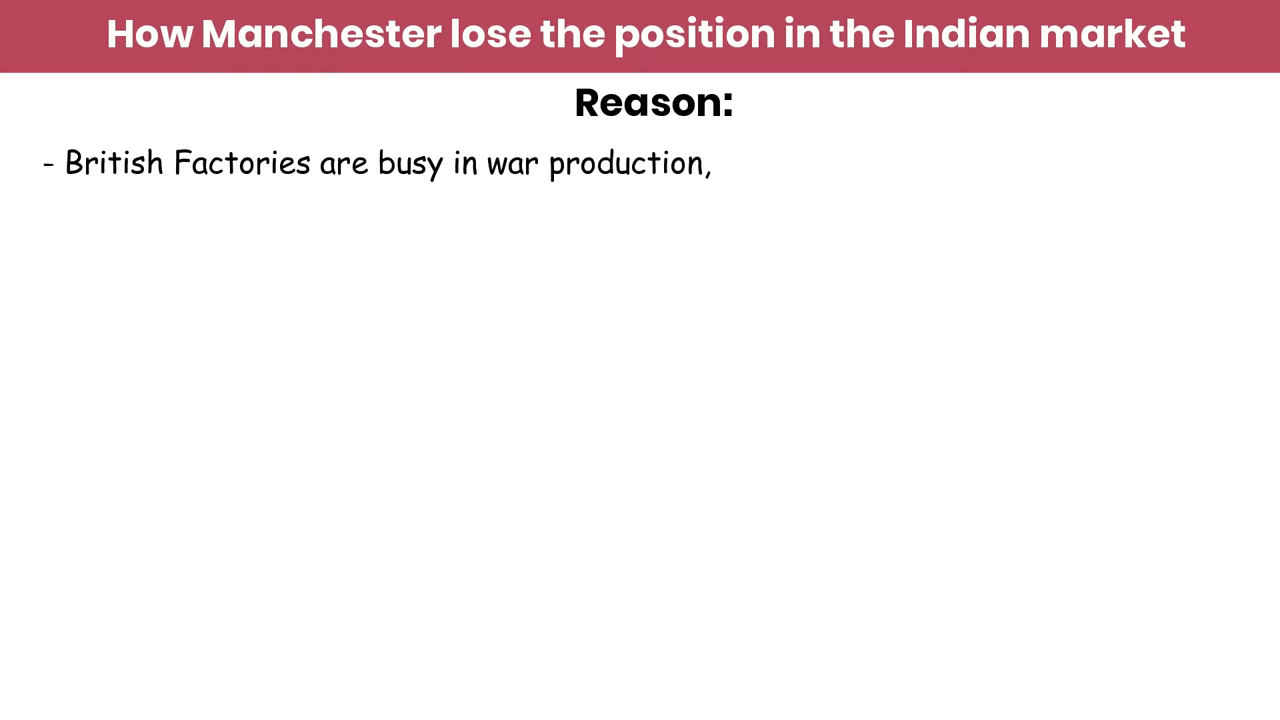 How Manchester lose the position in the Indian market
Reason:
- British Factories are busy in war production,